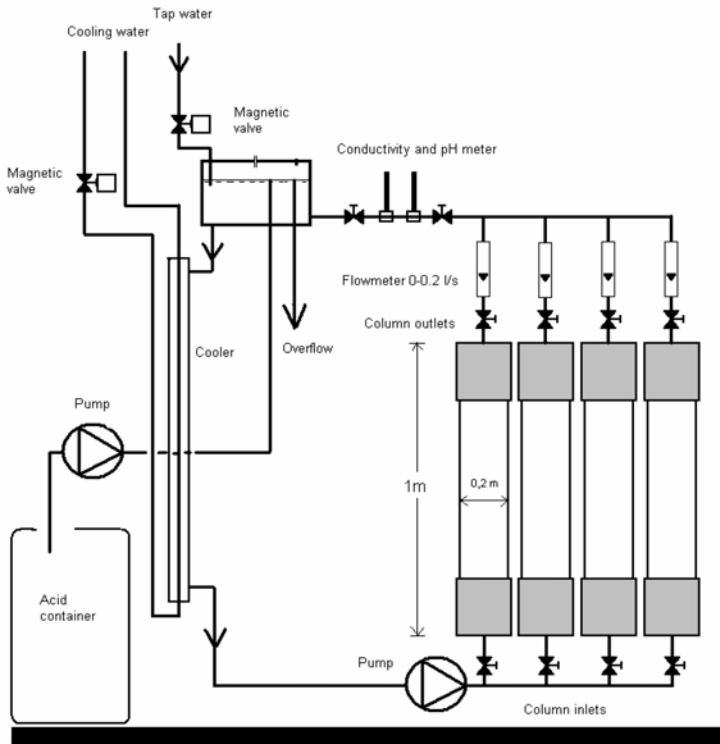 Tap water
Cooling water
Magnetic
valve
Conductivity and pH meter
Magnetic
valve
Flowmeter 0-0.2 l/s
Column outlets
Overflow
Cooler
Pump
1m
0,2 m
Acid
container
Pump
Column inlets